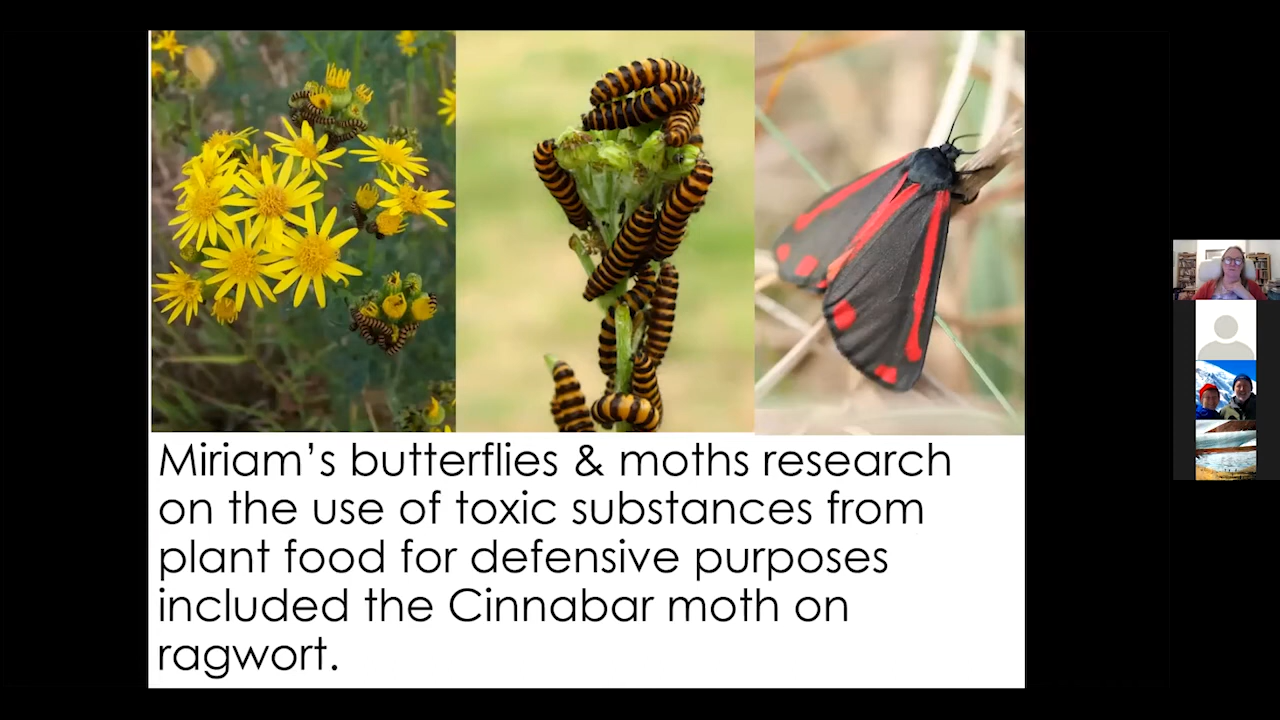 Miriam’s butterflies & moths research
on the use of toxic substances from
plant food for defensive purposes
included the Cinnabar moth on
ragwort.